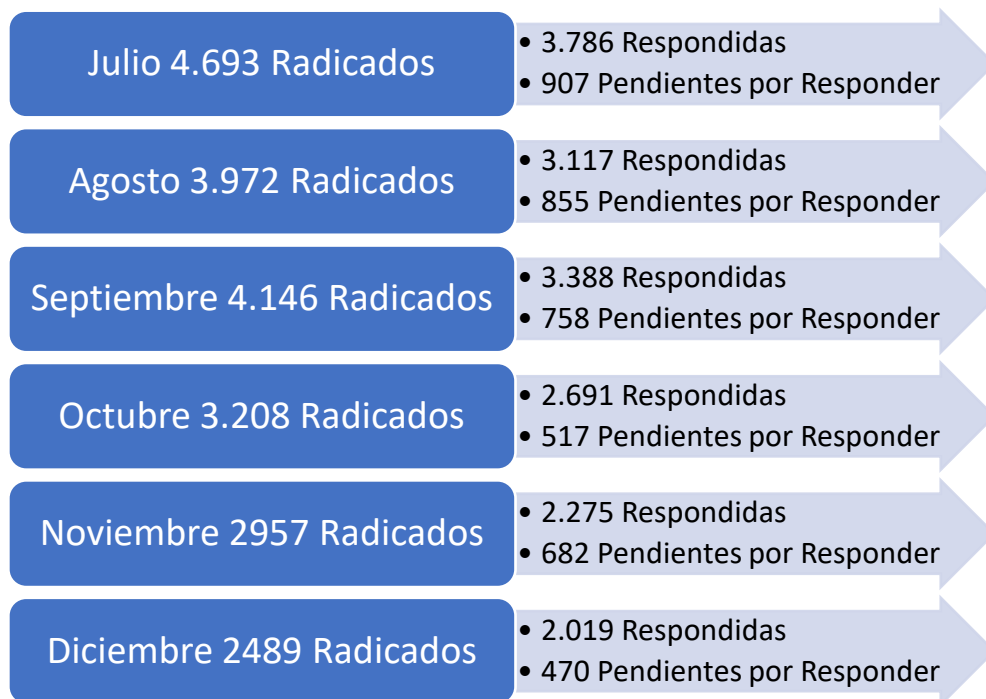 Julio 4.693 Radicados
• 3.786 Respondidas
• 907 Pendientes por Responder
Agosto 3.972 Radicados
• 3.117 Respondidas
• 855 Pendientes por Responder
Septiembre 4.146 Radicados
• 3.388 Respondidas
• 758 Pendientes por Responder
Octubre 3.208 Radicados
• 2.691 Respondidas
• 517 Pendientes por Responder
Noviembre 2957 Radicados
• 2.275 Respondidas
• 682 Pendientes por Responder
Diciembre 2489 Radicados
• 2.019 Respondidas
• 470 Pendientes por Responder